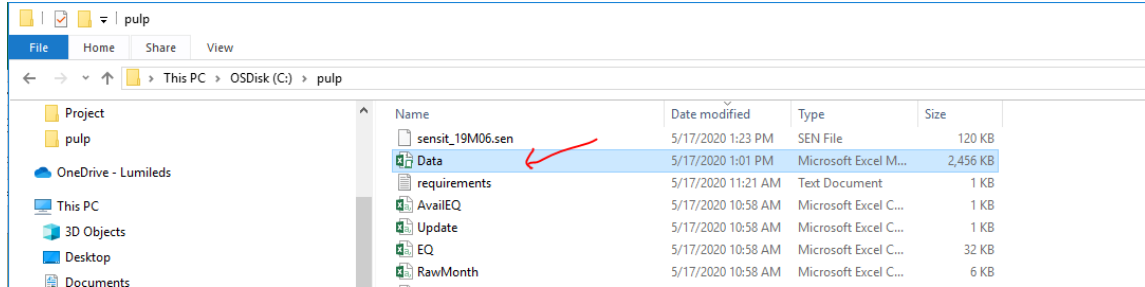 pulp
File Home Share View
This PC > OSDisk (C:) > pulp
Project
pulp
OneDrive - Lumileds
This PC
3D Objects
Desktop
Documents
Name Date modified Type Size
sensit_19M06.sen 5/17/2020 1:23 PM SEN File 120 KB
Data 5/17/2020 1:01 PM Microsoft Excel M... 2,456 KB
requirements 5/17/2020 11:21 AM Text Document 1 KB
AvailEQ 5/17/2020 10:58 AM Microsoft Excel C... 1 KB
Update 5/17/2020 10:58 AM Microsoft Excel C... 1 KB
EQ 5/17/2020 10:58 AM Microsoft Excel C... 32 KB
RawMonth 5/17/2020 10:58 AM Microsoft Excel C... 6 KB